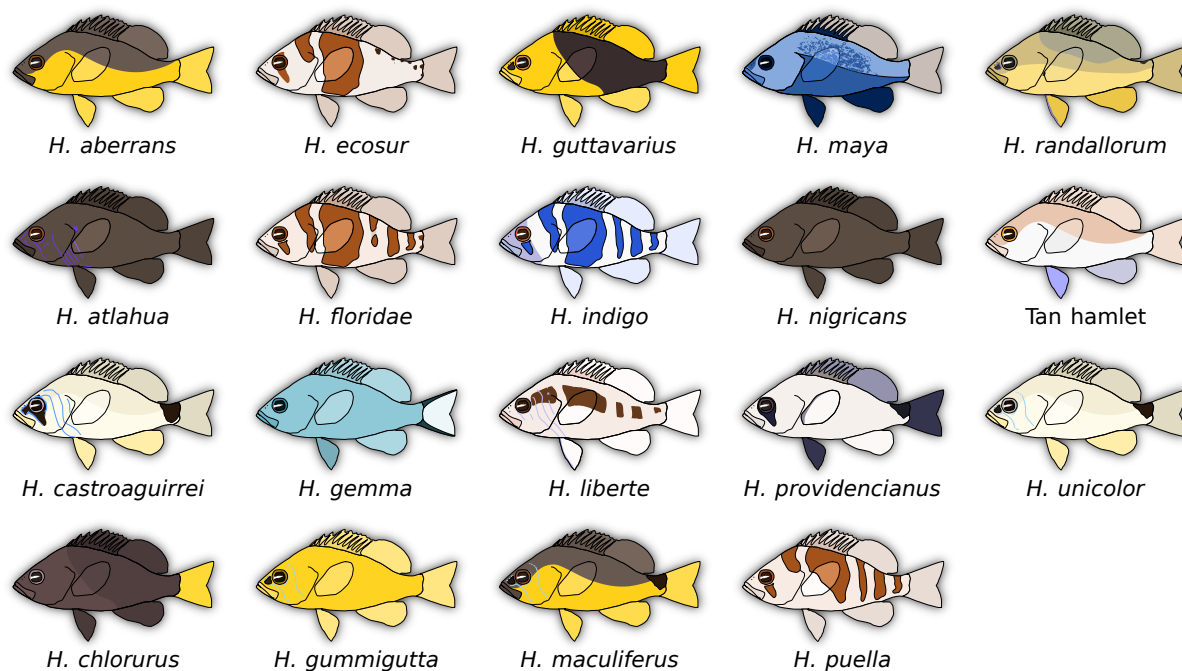 H. aberrans
H. ecosur
H. guttavarius
H. maya
H. randallorum
H. atlahua
H. floridae
H. indigo
H. nigricans
Tan hamlet
H. castroaguirrei
H. gemma
H. liberte
H. providencianus
H. unicolor
H. chlorurus
H. gummigutta
H. maculiferus
H. puella